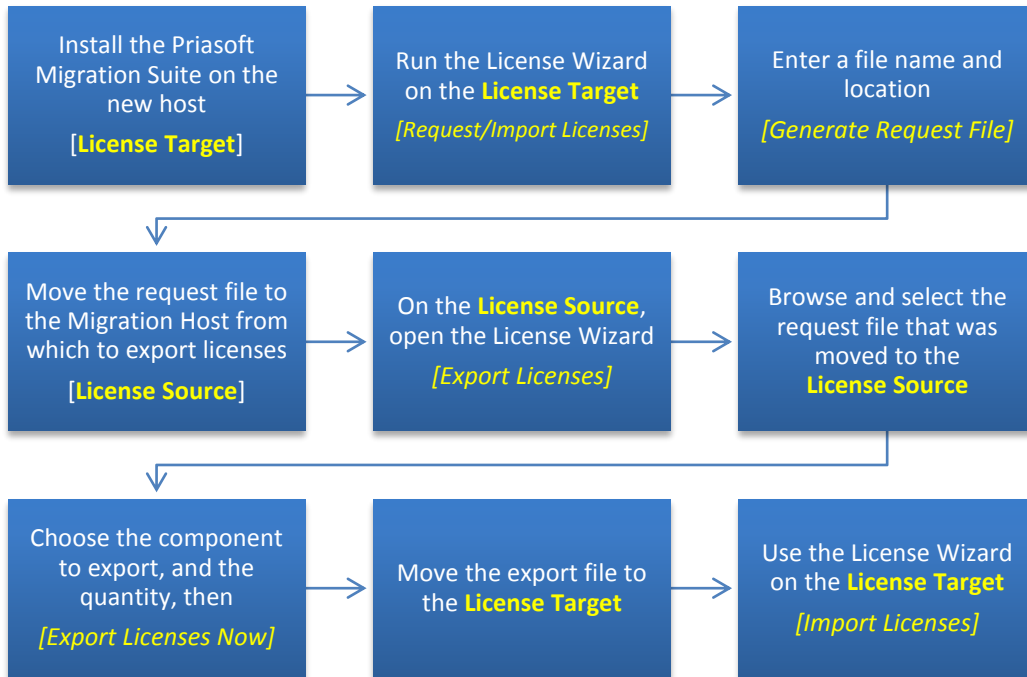 Install the Priasoft
Migration Suite on the
new host
[License Target]
Run the License Wizard
on the License Target
[Request/Import Licenses]
Enter a file name and
location
[Generate Request File]
Move the request file to
the Migration Host from
which to export licenses
[License Source]
On the License Source,
open the License Wizard
[Export Licenses]
Browse and select the
request file that was
moved to the
License Source
Choose the component
to export, and the
quantity, then
[Export Licenses Now]
Move the export file to
the License Target
Use the License Wizard
on the License Target
[Import Licenses]